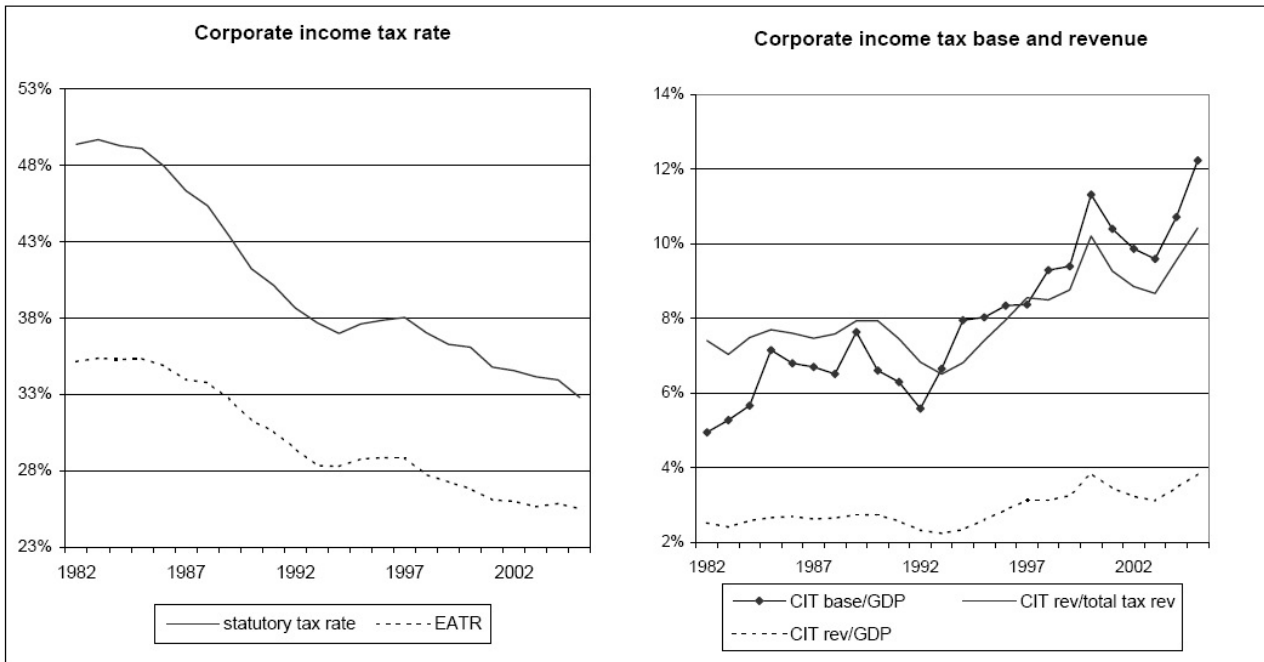 Corporate income tax rate
53%
48%
43%
38%
33%
28%
23%
1982 1987 1992 1997 2002
statutory tax rate EATR
Corporate income tax base and revenue
14%
12%
10%
8%
6%
4%
2%
1982 1987 1992 1997 2002
CIT base/GDP CIT rev/total tax rev
CIT rev/GDP